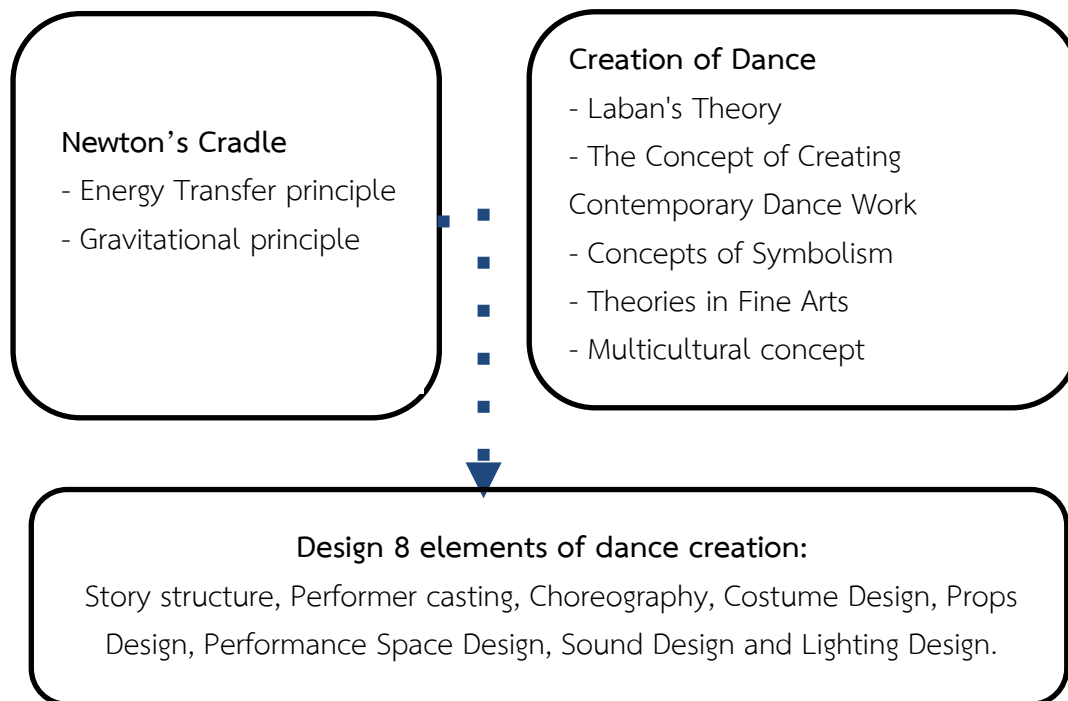 Newton’s Cradle
- Energy Transfer principle
- Gravitational principle
Creation of Dance
- Laban's Theory
- The Concept of Creating
Contemporary Dance Work
- Concepts of Symbolism
- Theories in Fine Arts
- Multicultural concept
Design 8 elements of dance creation:
Story structure, Performer casting, Choreography, Costume Design, Props
Design, Performance Space Design, Sound Design and Lighting Design.